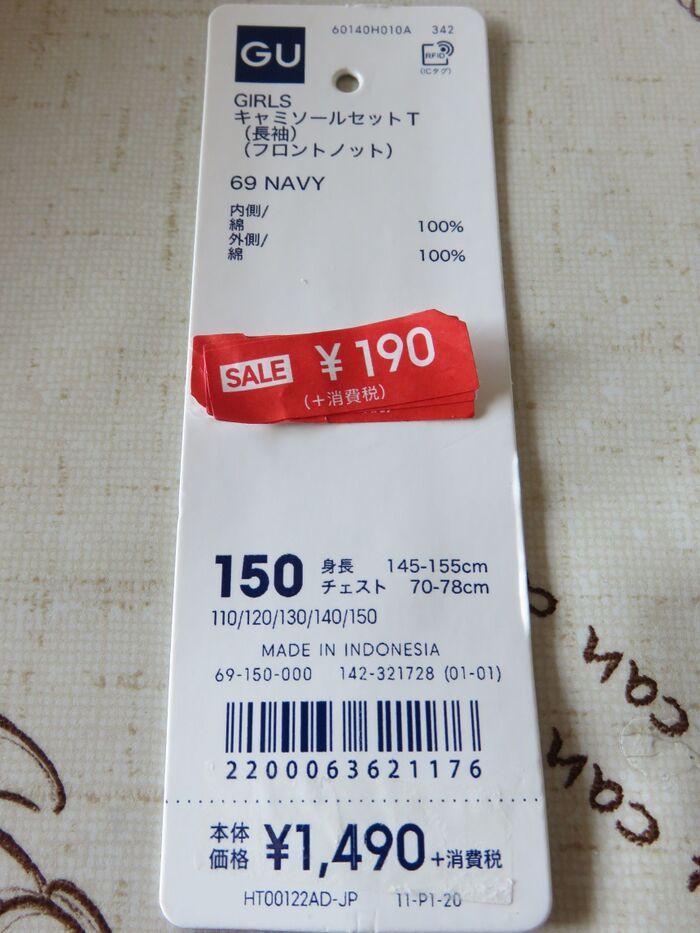 GU
60140H010A 342
RFID
(ICタグ)
GIRLS
キャミソールセットT
(長袖)
(フロントノット)
69 NAVY
内側/
綿 100%
外側/
綿 100%
SALE ¥190
(+消費税)
150
身長 145-155cm
チェスト 70-78cm
110/120/130/140/150
MADE IN INDONESIA
69-150-000 142-321728 (01-01)
2200063621176
本体価格 ¥1,490+消費税
HT00122AD-JP 11-P1-20
can
can